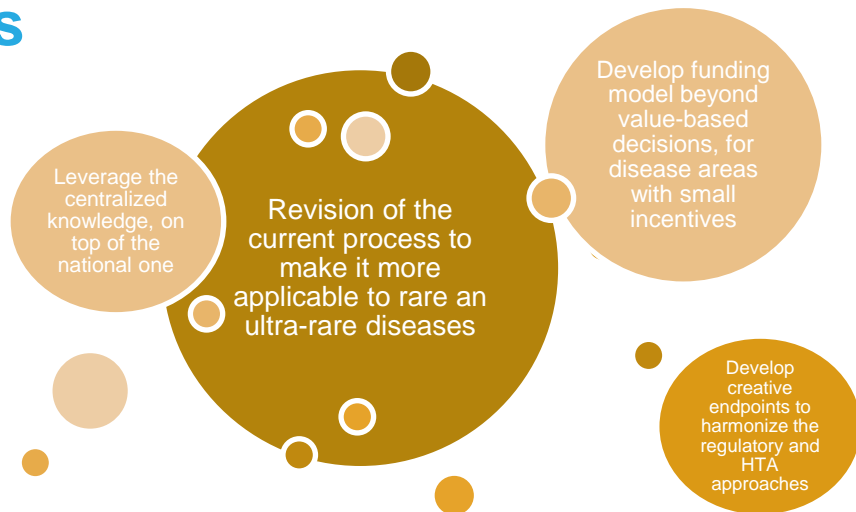 s
Leverage the
centralized
knowledge, on
top of the
national one
Revision of the
current process to
make it more
applicable to rare an
ultra-rare diseases
Develop funding
model beyond
value-based
decisions, for
disease areas
with small
incentives
Develop
creative
endpoints to
harmonize the
regulatory and
HTA
approaches